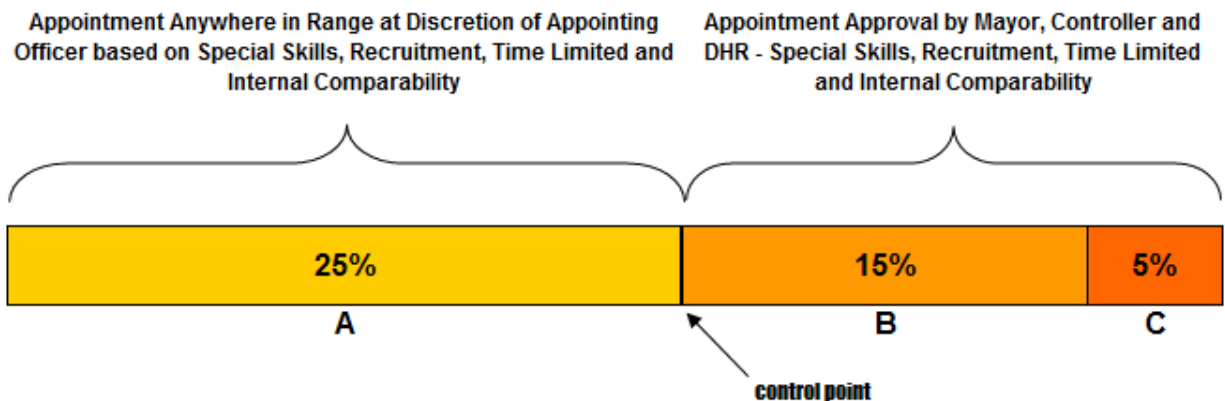 Appointment Anywhere in Range at Discretion of Appointing
Officer based on Special Skills, Recruitment, Time Limited and
Internal Comparability
Appointment Approval by Mayor, Controller and
DHR - Special Skills, Recruitment, Time Limited
and Internal Comparability
25%
15%
5%
A
B
C
control point